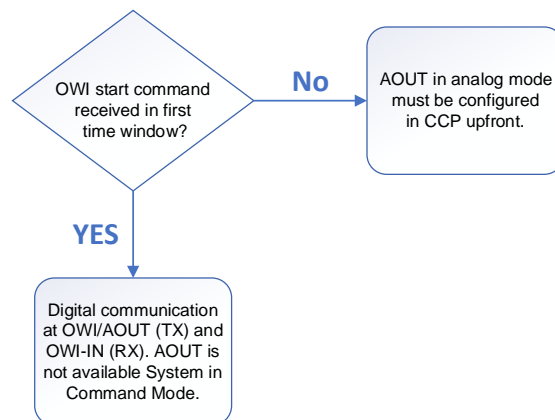 OWI start command
received in first
time window?
No
AOUT in analog mode
must be configured
in CCP upfront.
YES
Digital communication
at OWI/AOUT (TX) and
OWI-IN (RX). AOUT is
not available System in
Command Mode.